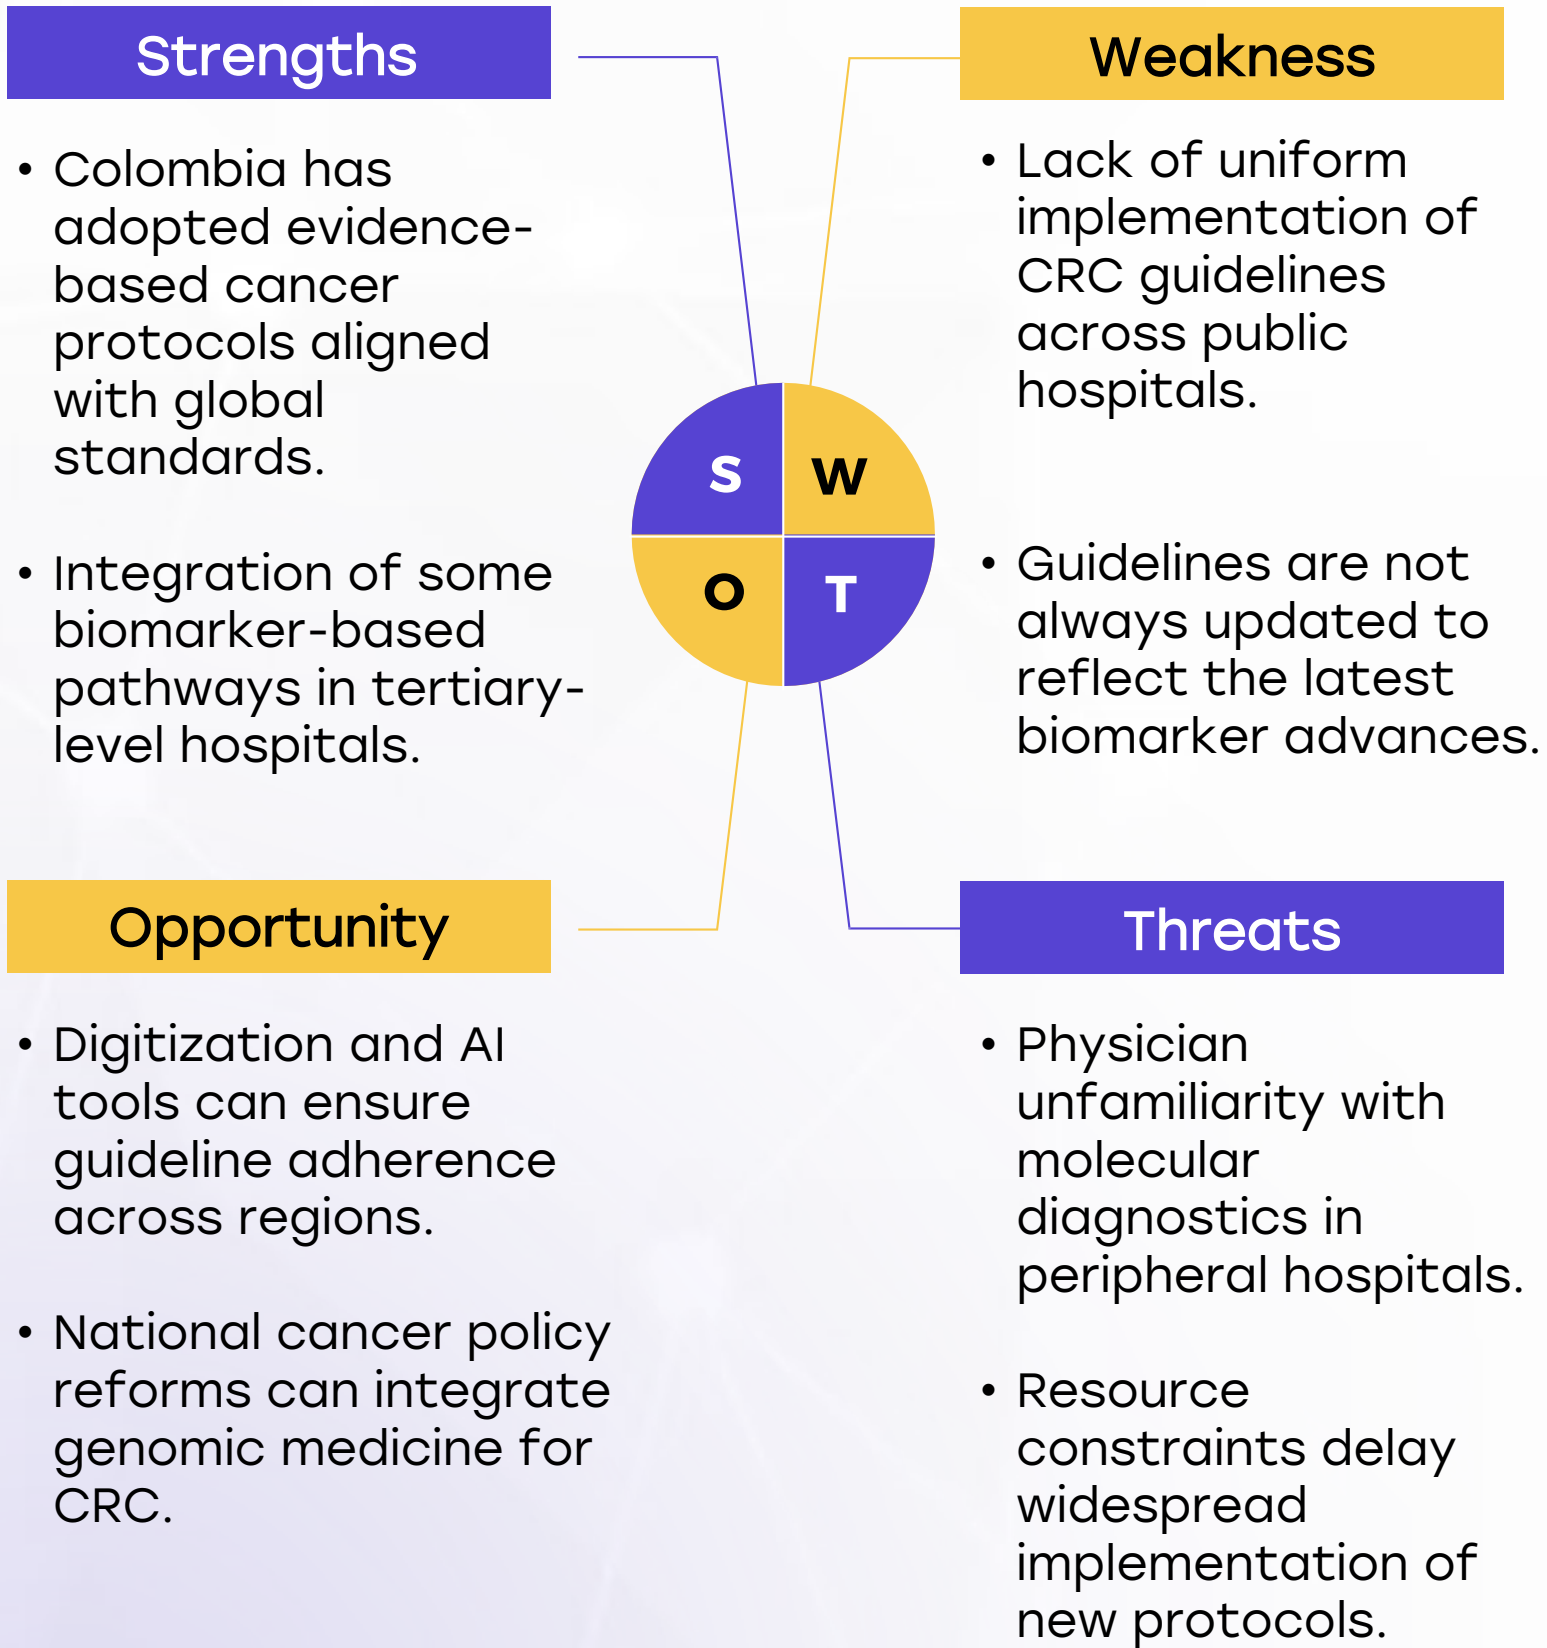 Strengths
• Colombia has
adopted evidence-
based cancer
protocols aligned
with global
standards.
• Integration of some
biomarker-based
pathways in tertiary-
level hospitals.
Weakness
• Lack of uniform
implementation of
CRC guidelines
across public
hospitals.
• Guidelines are not
always updated to
reflect the latest
biomarker advances.
S
W
O
T
Opportunity
• Digitization and AI
tools can ensure
guideline adherence
across regions.
• National cancer policy
reforms can integrate
genomic medicine for
CRC.
Threats
• Physician
unfamiliarity with
molecular
diagnostics in
peripheral hospitals.
• Resource
constraints delay
widespread
implementation of
new protocols.